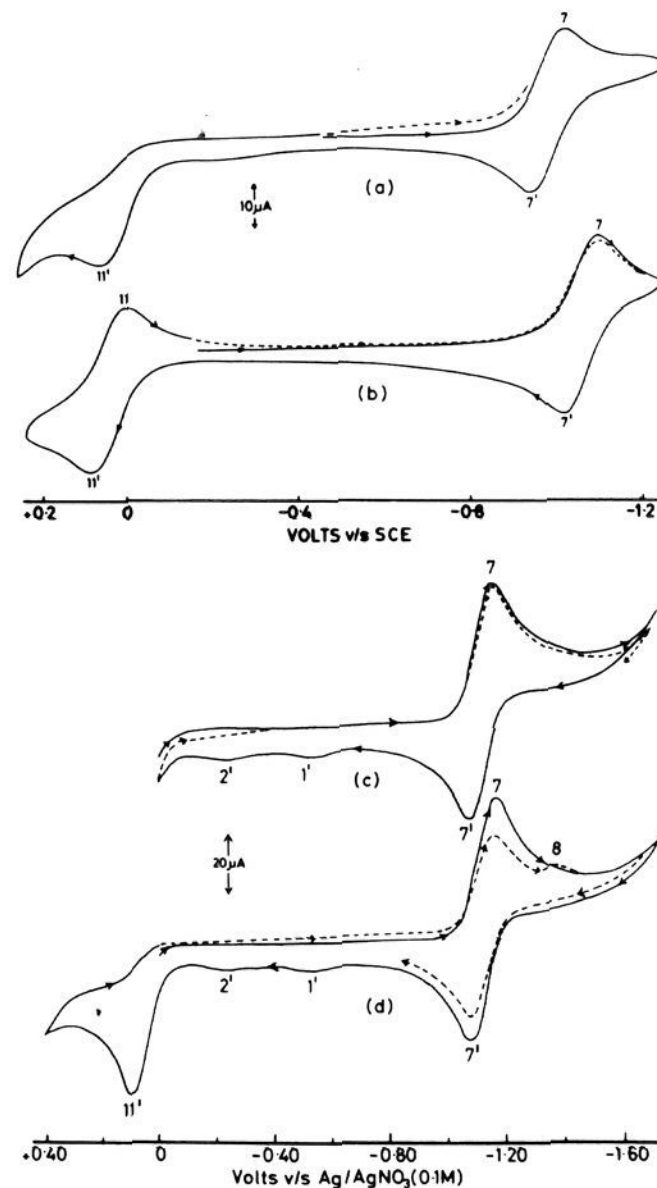 7
(a)
10μA
7'
11'
11
7
(b)
7'
11'
+0.2 0 -0.4 -0.8 -1.2
VOLTS v/s SCE
7
2' 1' (c)
7'
7
20μA
8
2' 1' (d)
7'
11'
+0.40 0 -0.40 -0.80 -1.20 -1.60
Volts v/s Ag/AgNO₃(0.1M)